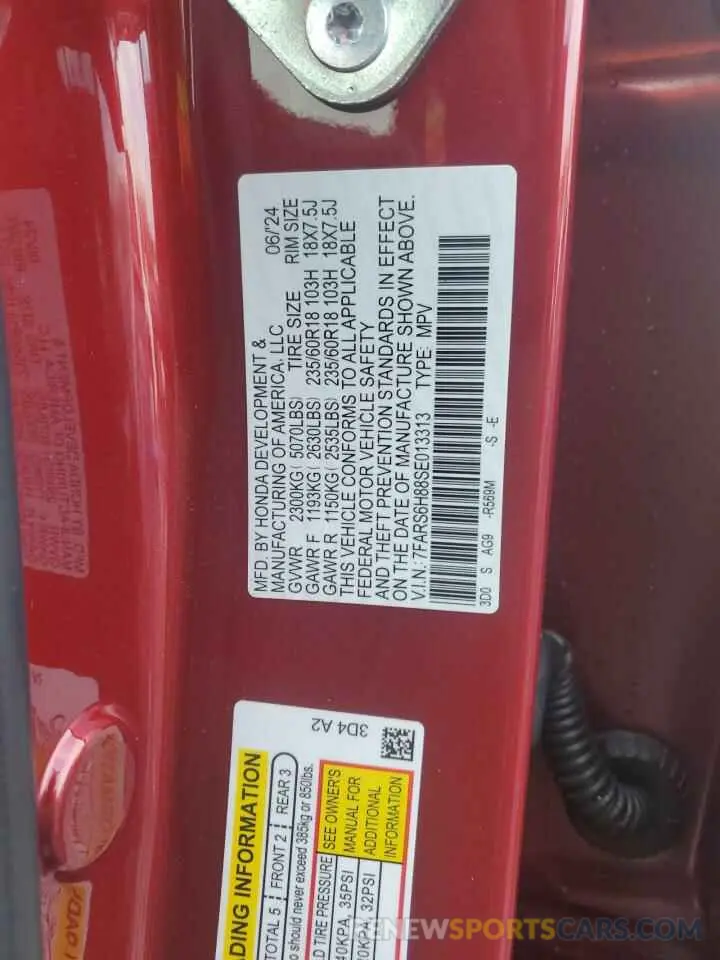 MFD. BY HONDA DEVELOPMENT &
MANUFACTURING OF AMERICA, LLC 06/'24
GVWR 2300KG ( 5070LBS) TIRE SIZE RIM SIZE
GAWR F 1193KG ( 2630LBS) 235/60R18 103H 18X7.5J
GAWR R 1150KG ( 2535LBS) 235/60R18 103H 18X7.5J
THIS VEHICLE CONFORMS TO ALL APPLICABLE
FEDERAL MOTOR VEHICLE SAFETY
AND THEFT PREVENTION STANDARDS IN EFFECT
ON THE DATE OF MANUFACTURE SHOWN ABOVE.
V.I.N.: 7FARS6H88SE013313 TYPE: MPV
3D0 S AG9 -R569M -S -E
3D4 A2
INFORMATION
TOTAL 5 FRONT 2 REAR 3
should never exceed 385kg or 850lbs.
TIRE PRESSURE
35PSI
32PSI
SEE OWNER'S
MANUAL FOR
ADDITIONAL
INFORMATION
RENEWSPORTSCARS.COM